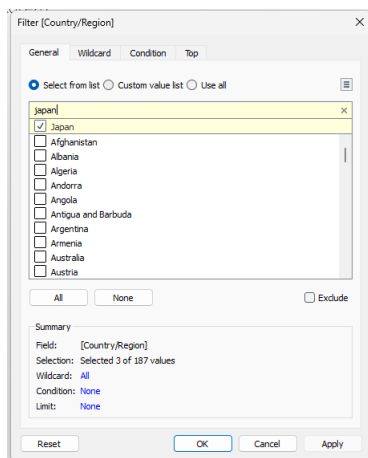 Filter [Country/Region]
General Wildcard Condition Top
Select from list Custom value list Use all
japan
Japan
Afghanistan
Albania
Algeria
Andorra
Angola
Antigua and Barbuda
Argentina
Armenia
Australia
Austria
All None Exclude
Summary
Field: [Country/Region]
Selection: Selected 3 of 187 values
Wildcard: All
Condition: None
Limit: None
Reset OK Cancel Apply